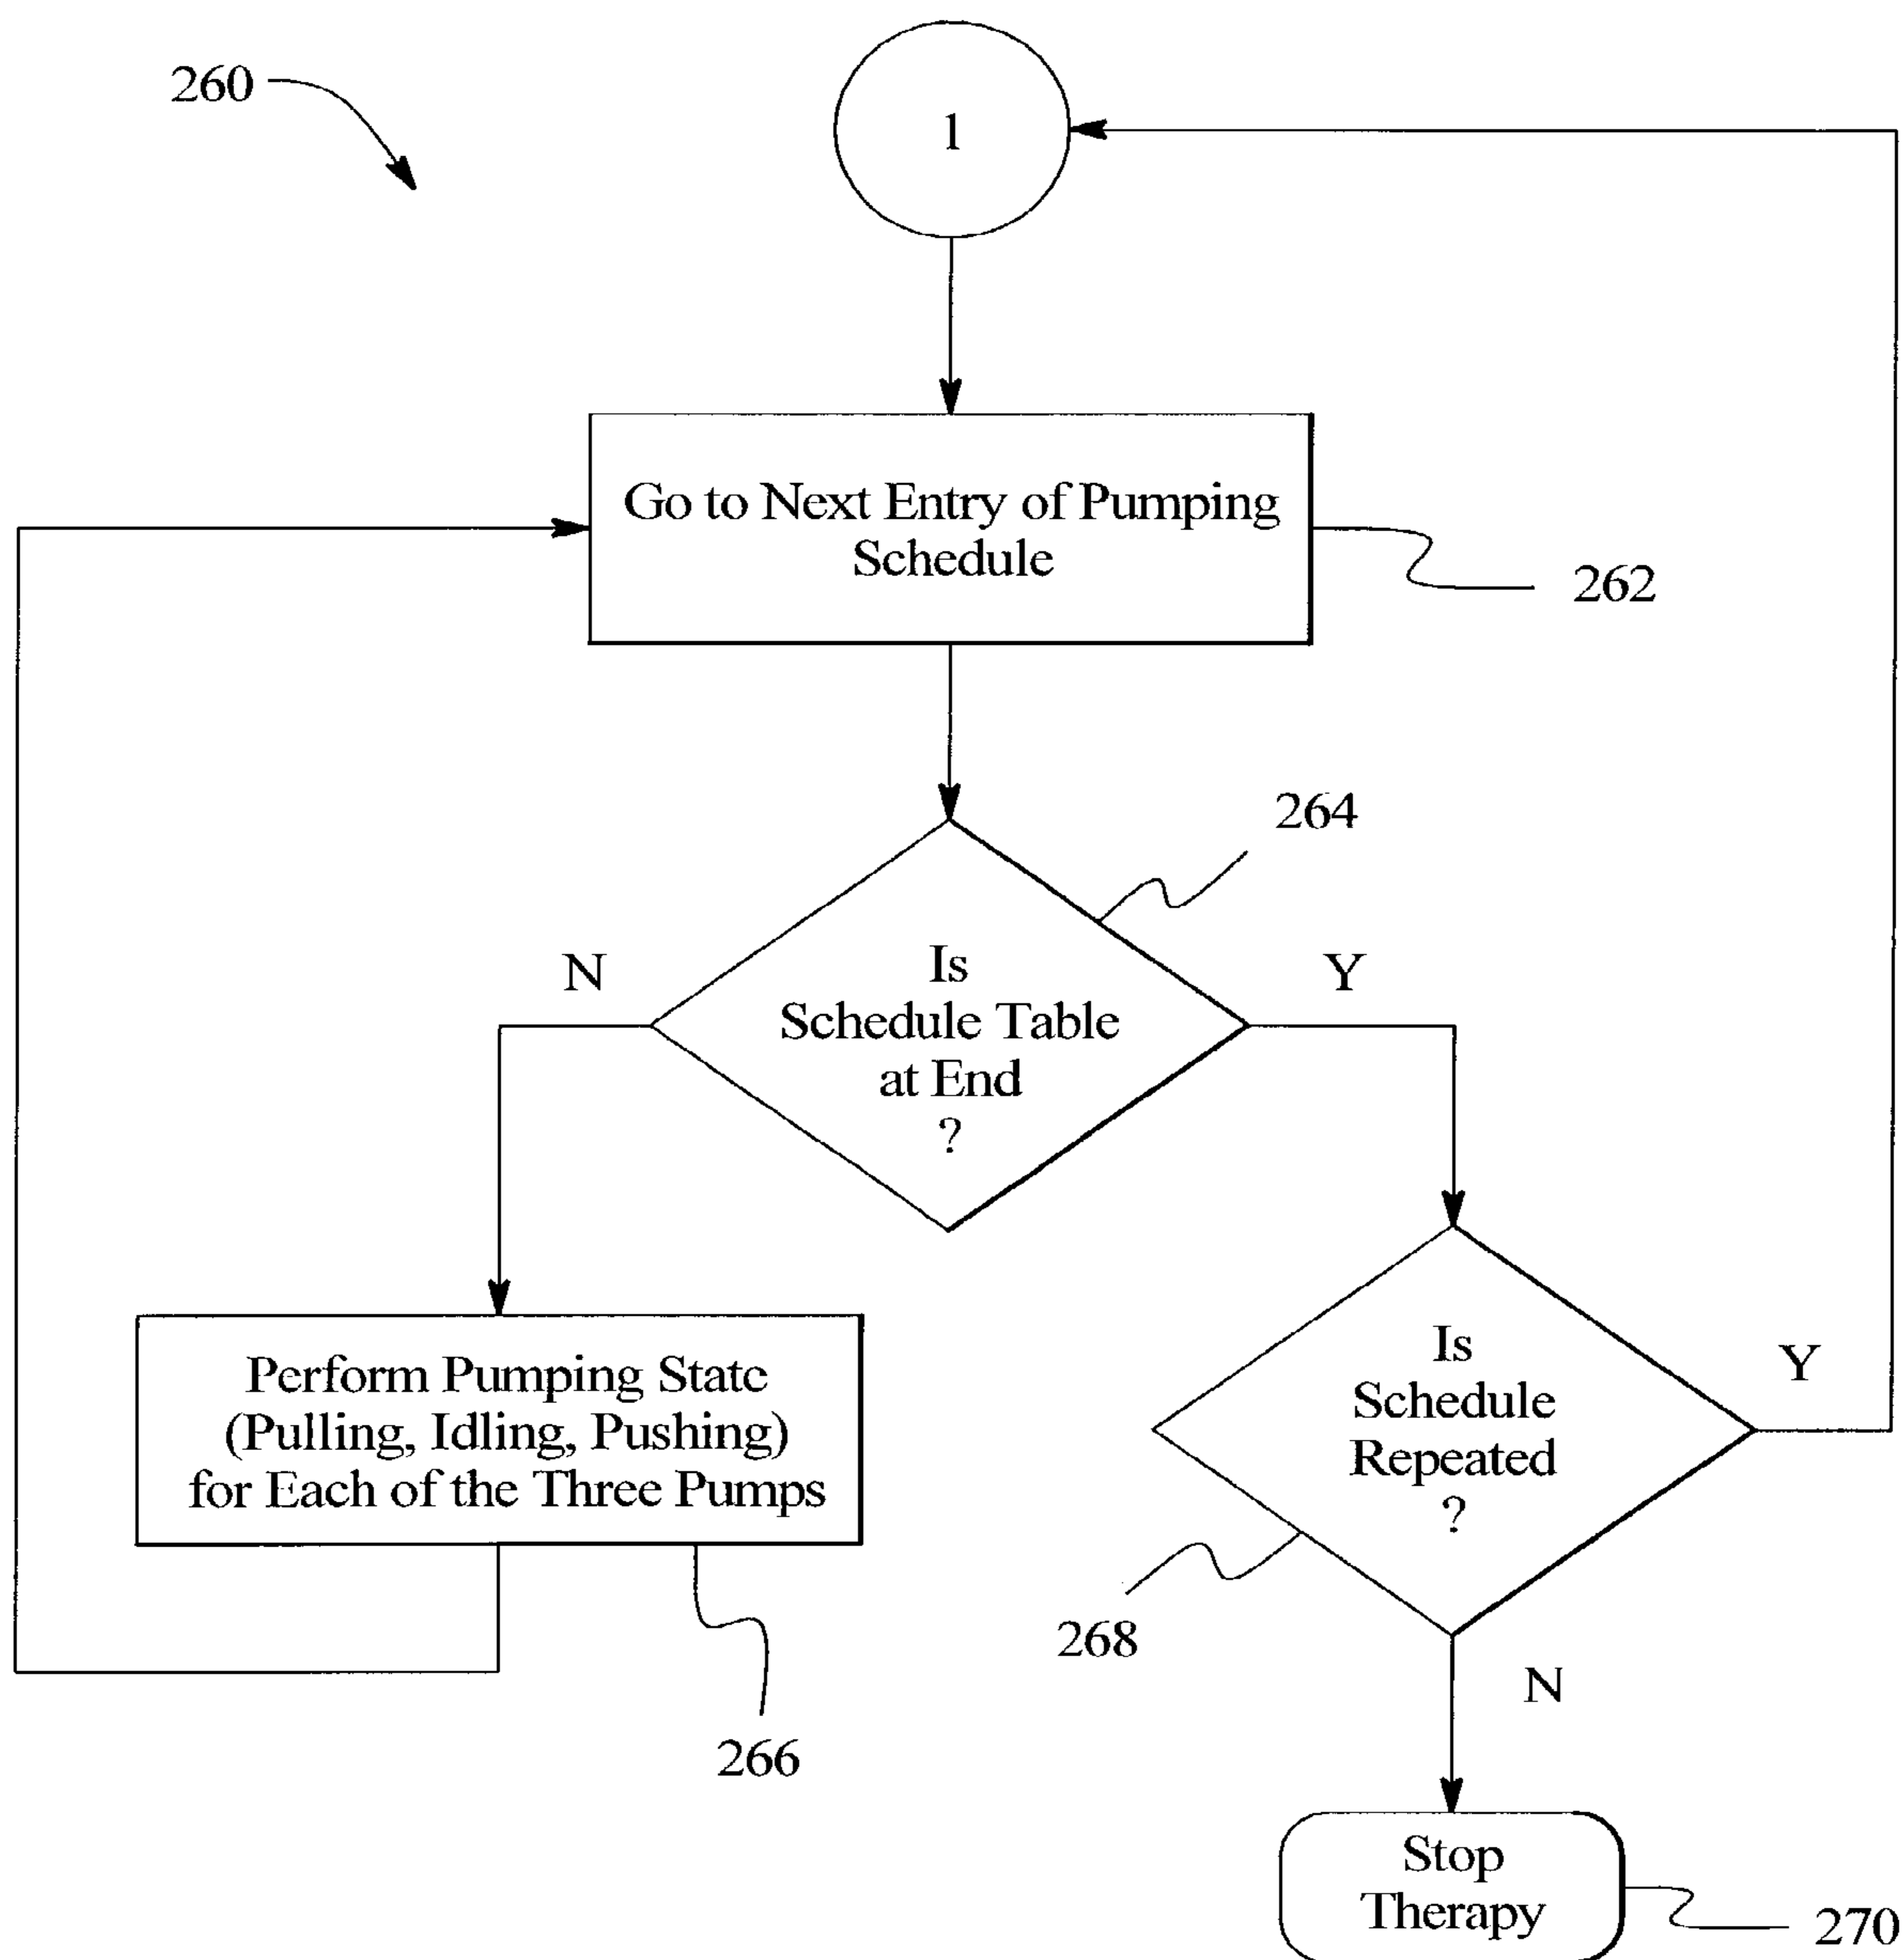 260
1
Go to Next Entry of Pumping
Schedule
262
264
N
Is
Schedule Table
at End
?
Y
Perform Pumping State
(Pulling, Idling, Pushing)
for Each of the Three Pumps
266
Is
Schedule
Repeated
?
Y
268
N
Stop
Therapy
270